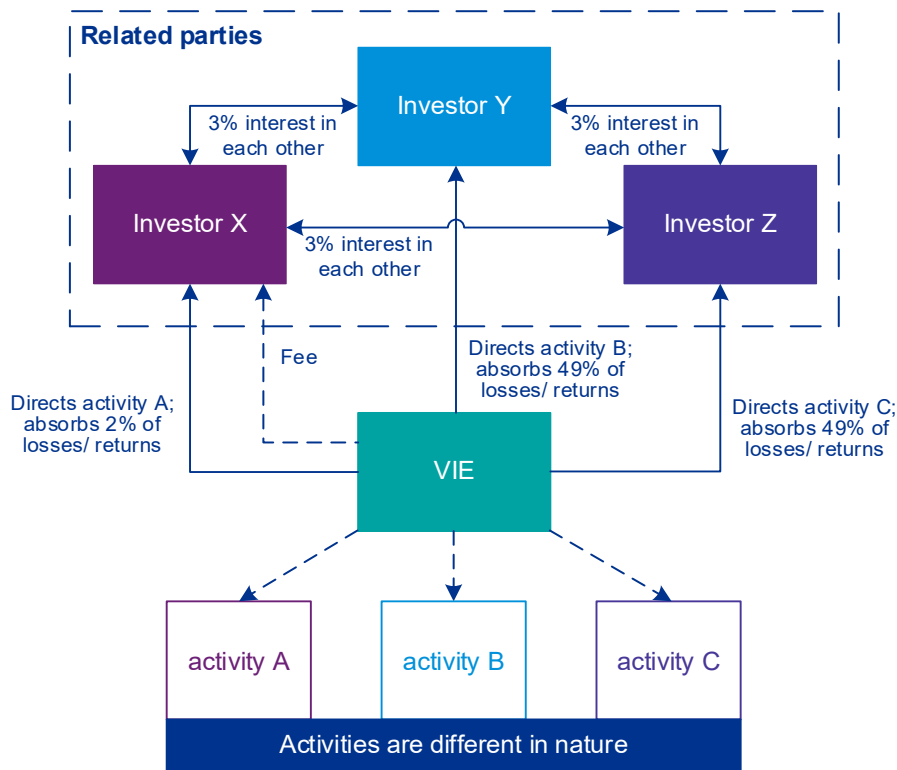 Related parties
Investor Y
3% interest in
each other
3% interest in
each other
Investor X
Investor Z
3% interest in
each other
Fee
Directs activity B;
absorbs 49% of
losses/ returns
Directs activity A;
absorbs 2% of
losses/ returns
Directs activity C;
absorbs 49% of
losses/ returns
VIE
activity A
activity B
activity C
Activities are different in nature